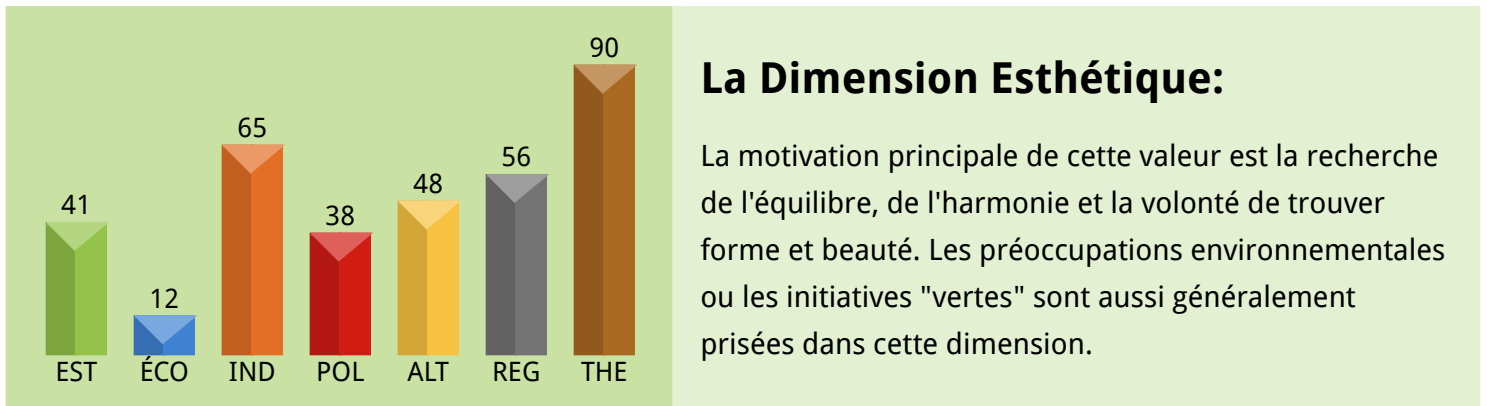 90
65
56
48
41
38
12
EST ÉCO IND POL ALT REG THE
La Dimension Esthétique:
La motivation principale de cette valeur est la recherche
de l'équilibre, de l'harmonie et la volonté de trouver
forme et beauté. Les préoccupations environnementales
ou les initiatives "vertes" sont aussi généralement
prisées dans cette dimension.